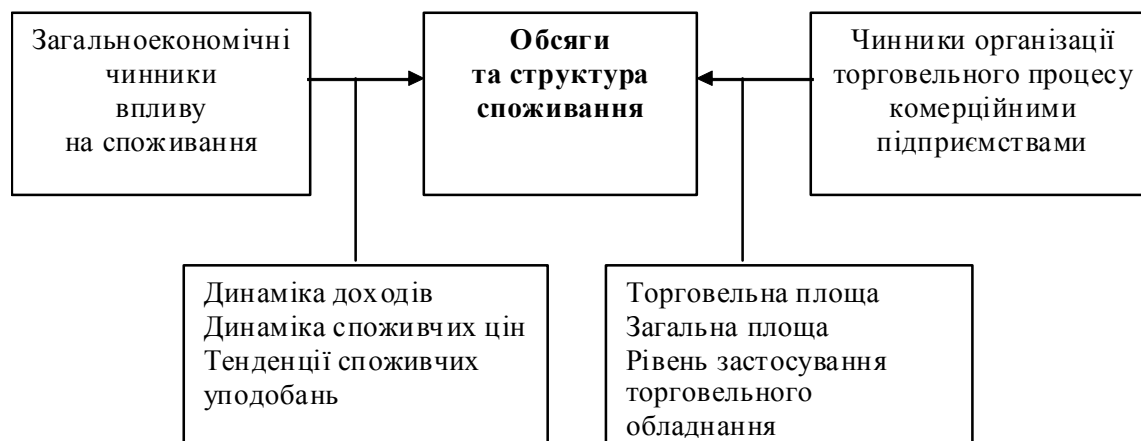 Загальноекономічні
чинники
впливу
на споживання
Обсяги
та структура
споживання
Чинники організації
торговельного процесу
комерційними
підприємствами
Динаміка доходів
Динаміка споживчих цін
Тенденції споживчих
уподобань
Торговельна площа
Загальна площа
Рівень застосування
торговельного
обладнання